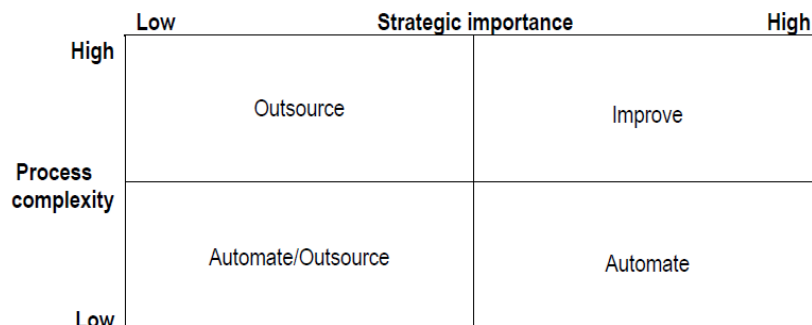 Low Strategic importance High
High
Outsource Improve
Process
complexity
Automate/Outsource Automate
Low